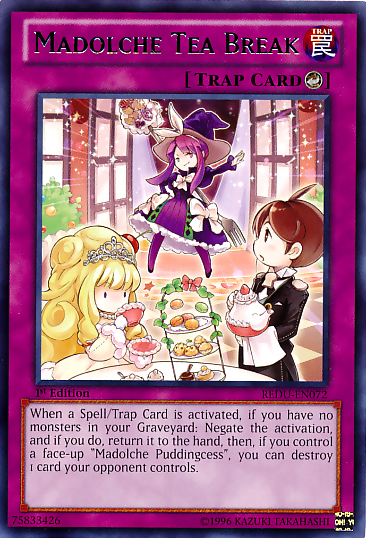 MADOLCHE TEA BREAK
TRAP
罠
[TRAP CARD]
1st Edition
REDU-EN072
When a Spell/Trap Card is activated, if you have no
monsters in your Graveyard: Negate the activation,
and if you do, return it to the hand, then, if you control
a face-up "Madolche Puddingcess", you can destroy
1 card your opponent controls.
75833426
©1996 KAZUKI TAKAHASHI